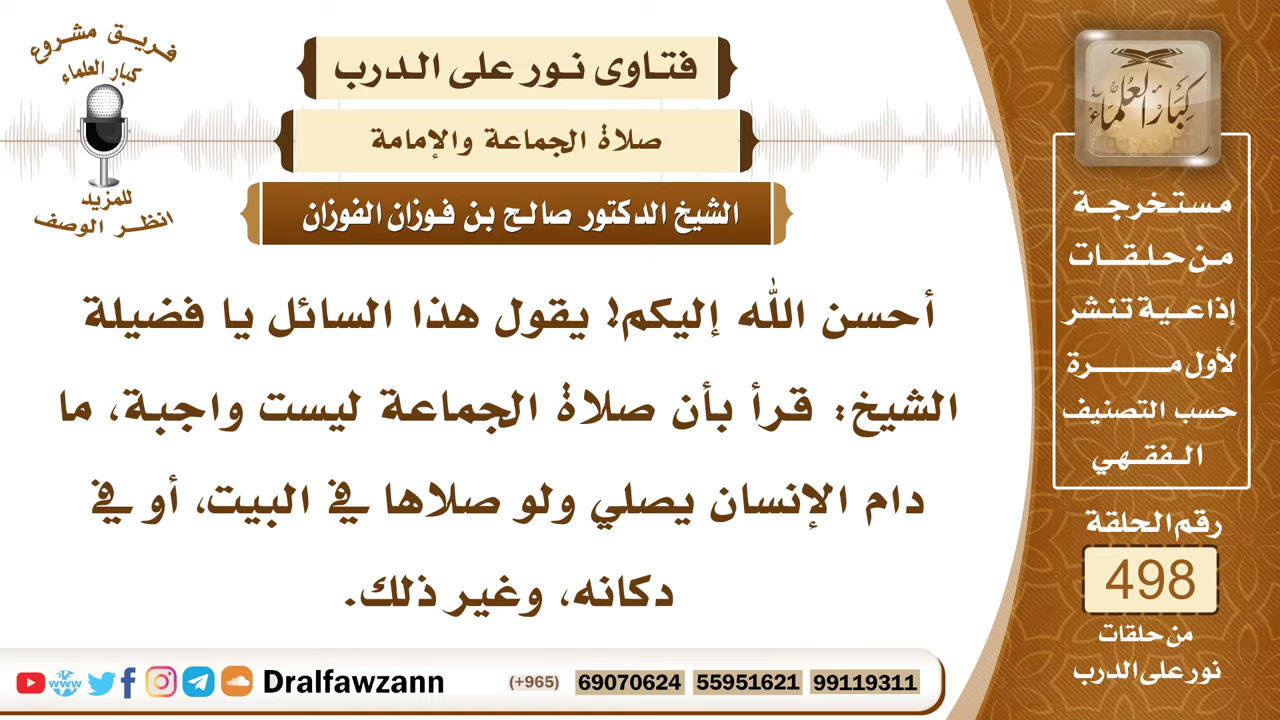 فريق مشروع
كبار العلماء
للمزيد
انظر الوصف
فتاوى نور على الدرب
صلاة الجماعة والإمامة
الشيخ الدكتور صالح بن فوزان الفوزان
أحسن الله إليكم! يقول هذا السائل يا فضيلة
الشيخ: قرأ بأن صلاة الجماعة ليست واجبة، ما
دام الإنسان يصلي ولو صلاها في البيت، أو في
دكانه، وغير ذلك.
كبار العلماء
مستخرجة
من حلقات
إذاعية تنشر
لأول مرة
حسب التصنيف
الفقهي
رقم الحلقة
498
من حلقات
نور على الدرب
www Dralfawzann (+965) 69070624 55951621 99119311